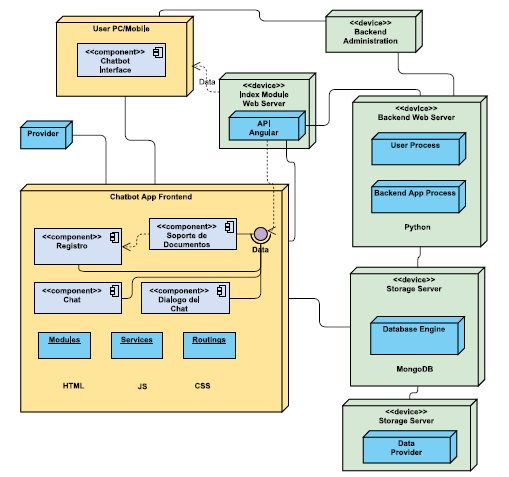 User PC/Mobile
<<component>>
Chatbot
Interface
<<device>>
Backend
Administration
Data
<<device>>
Index Module
Web Server
API
Angular
<<device>>
Backend Web Server
User Process
Backend App Process
Python
Provider
Chatbot App Frontend
<<component>>
Registro
<<component>>
Soporte de
Documentos
Data
<<component>>
Chat
<<component>>
Dialogo del
Chat
Modules
Services
Routings
HTML
JS
CSS
<<device>>
Storage Server
Database Engine
MongoDB
<<device>>
Storage Server
Data
Provider